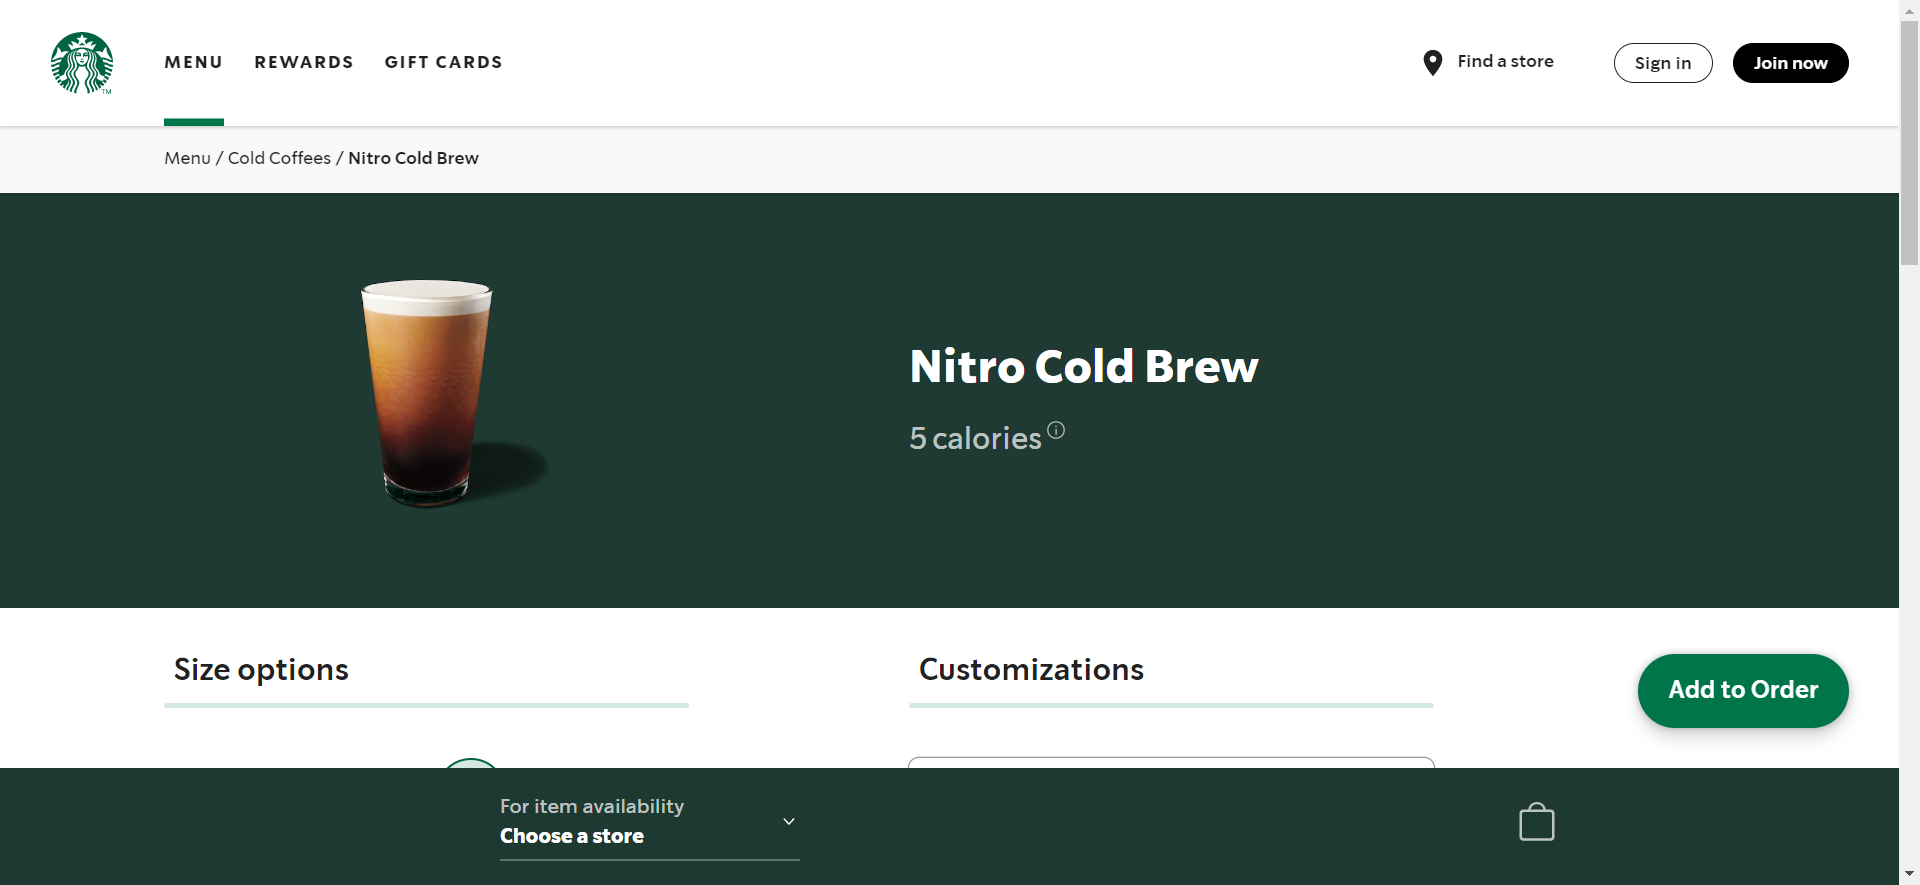 TM
MENU
REWARDS
GIFT CARDS
Find a store
Sign in
Join now
Menu / Cold Coffees / Nitro Cold Brew
Nitro Cold Brew
5 calories
Size options
Customizations
Add to Order
For item availability
Choose a store